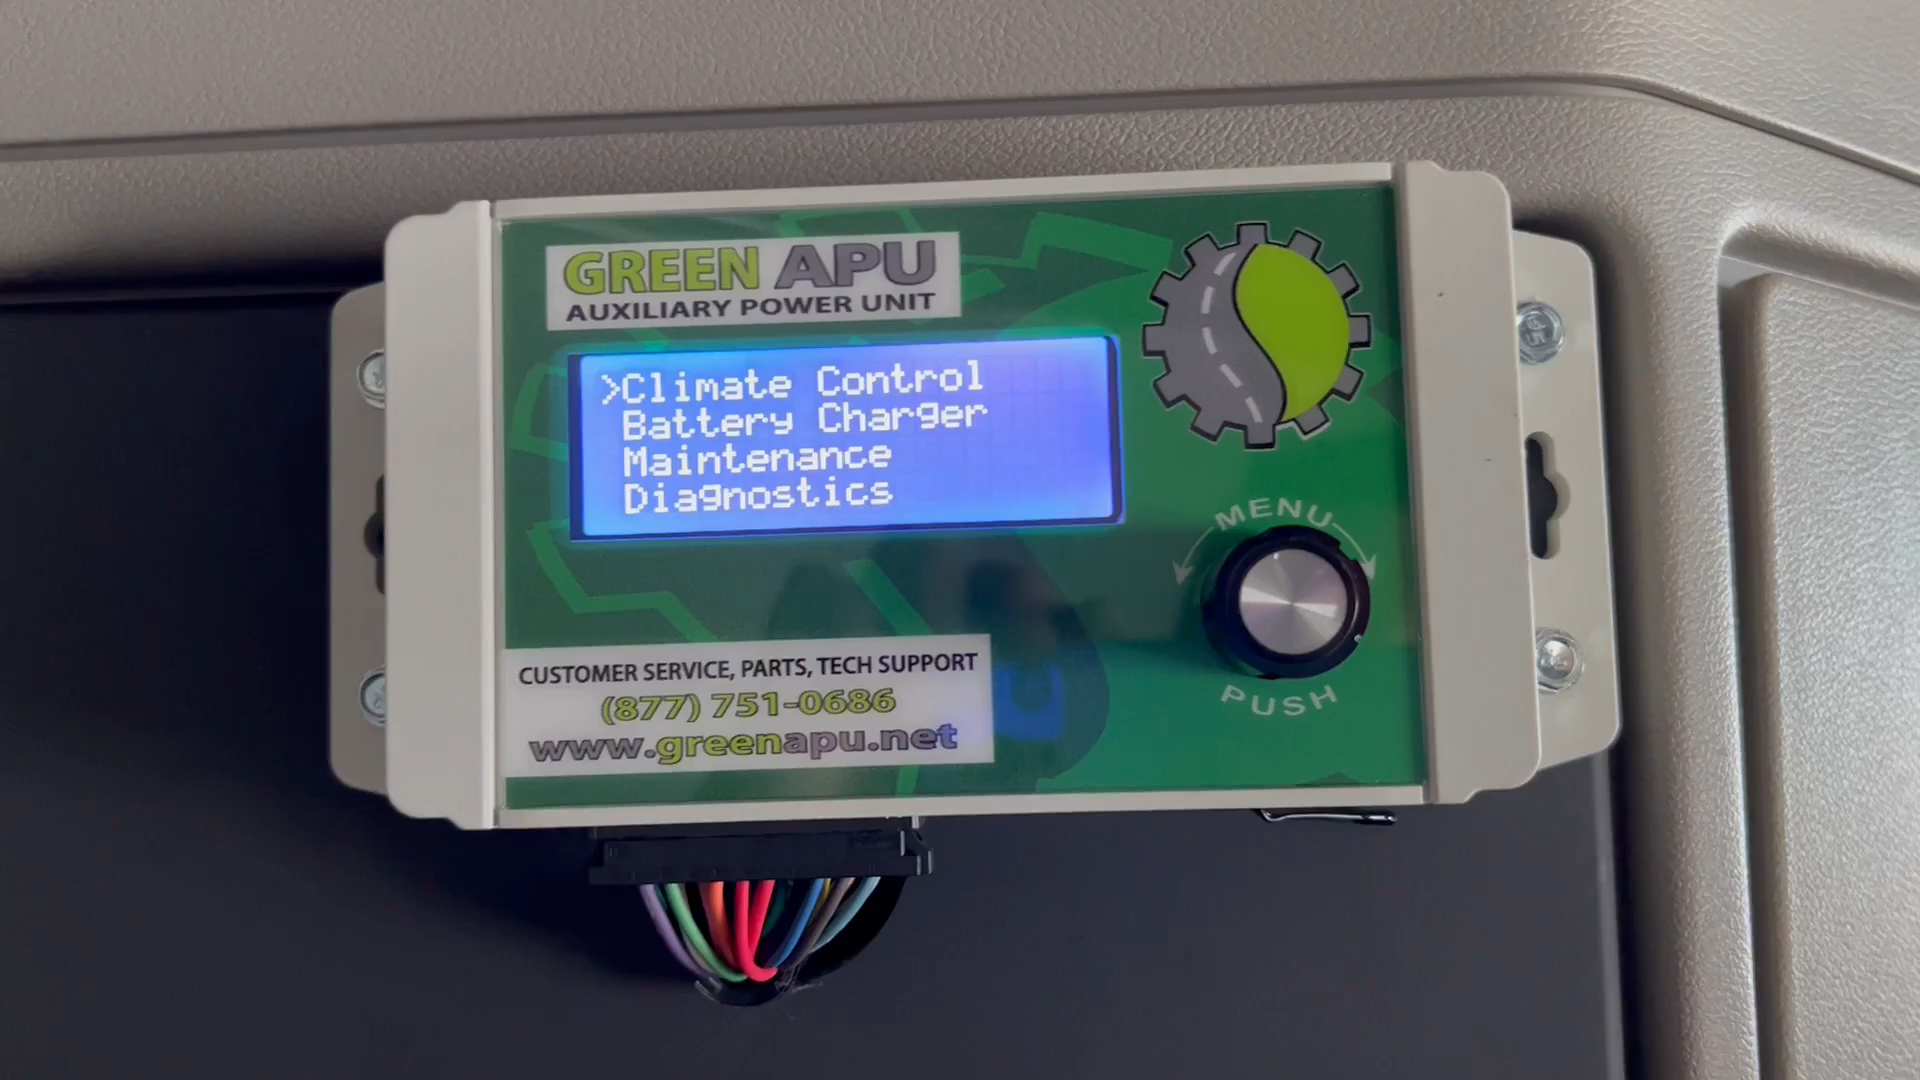 GREEN APU
AUXILIARY POWER UNIT
>Climate Control
Battery Charger
Maintenance
Diagnostics
MENU
PUSH
CUSTOMER SERVICE, PARTS, TECH SUPPORT
(877) 751-0686
www.greenapu.net